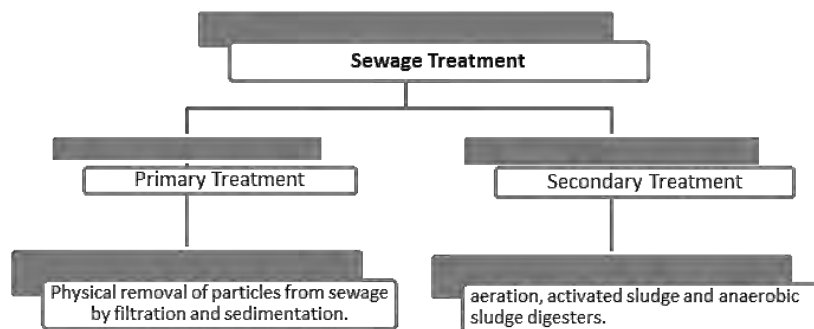 Sewage Treatment
Primary Treatment
Secondary Treatment
Physical removal of particles from sewage
by filtration and sedimentation.
aeration, activated sludge and anaerobic
sludge digesters.